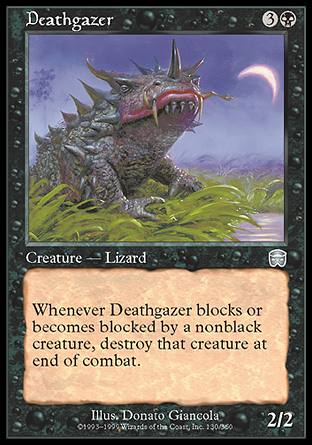 Deathgazer 3
Creature — Lizard
Whenever Deathgazer blocks or
becomes blocked by a nonblack
creature, destroy that creature at
end of combat.
Illus. Donato Giancola
©1993–1999 Wizards of the Coast, Inc. 130/350
2/2